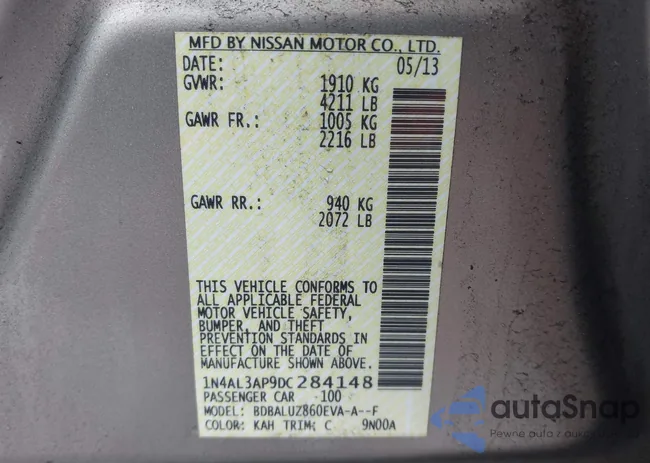 MFD BY NISSAN MOTOR CO., LTD.
DATE: 05/13
GVWR: 1910 KG
4211 LB
GAWR FR.: 1005 KG
2216 LB
GAWR RR.: 940 KG
2072 LB
THIS VEHICLE CONFORMS TO
ALL APPLICABLE FEDERAL
MOTOR VEHICLE SAFETY,
BUMPER, AND THEFT
PREVENTION STANDARDS IN
EFFECT ON THE DATE OF
MANUFACTURE SHOWN ABOVE.
1N4AL3AP9DC284148
PASSENGER CAR -100
MODEL: BDBALUZ860EVA-A--F
COLOR: KAH TRIM; C 9N00A
autoSnap
Pewne auto z aukcji